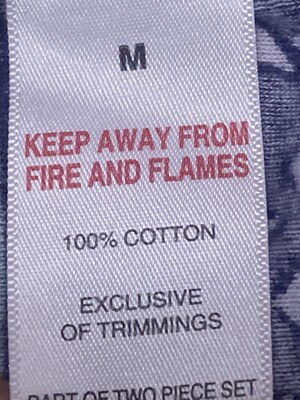 M
KEEP AWAY FROM
FIRE AND FLAMES
100% COTTON
EXCLUSIVE
OF TRIMMINGS
PART OF TWO PIECE SET